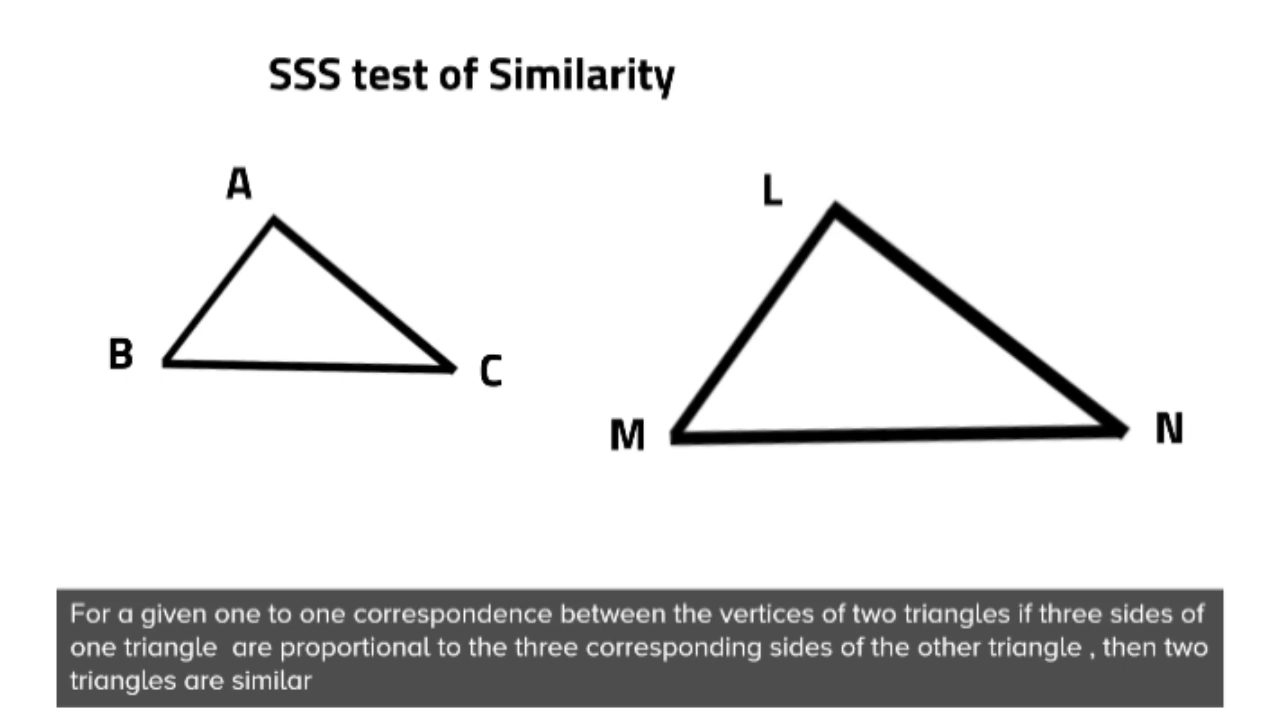 SSS test of Similarity
A
L
B
C
M
N
For a given one to one correspondence between the vertices of two triangles if three sides of
one triangle  are proportional to the three corresponding sides of the other triangle , then two
triangles are similar